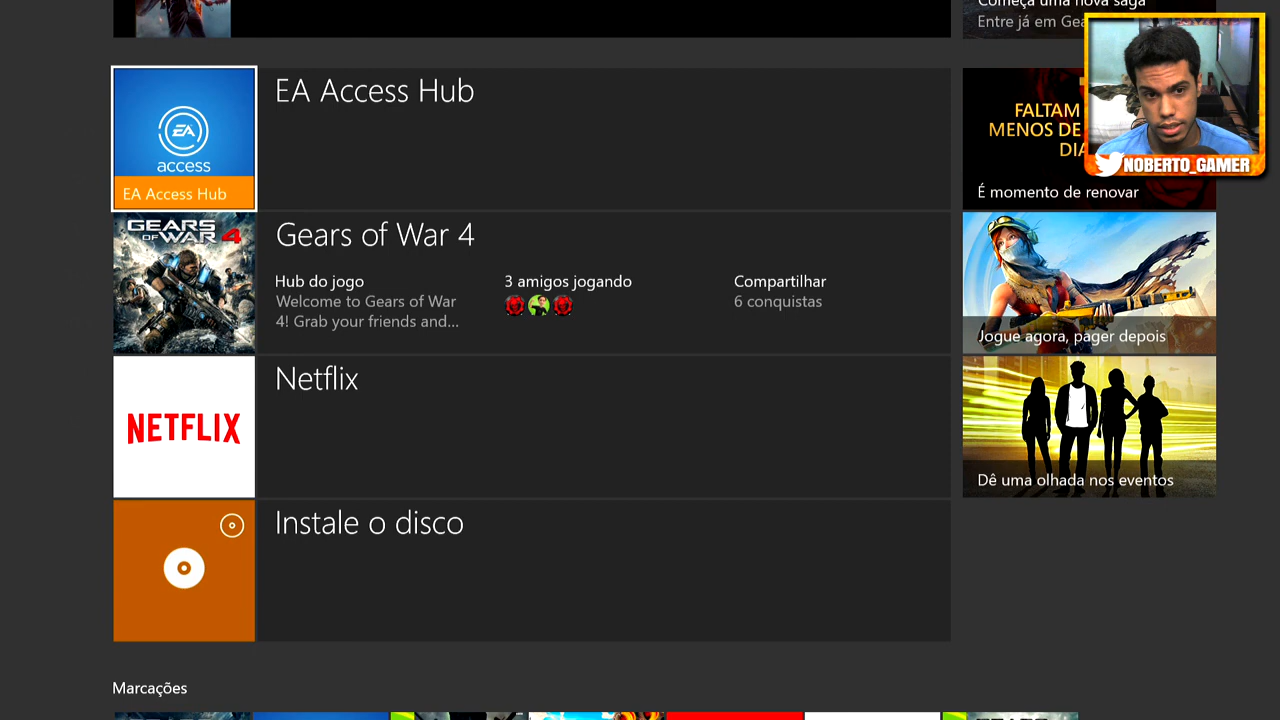 Começa uma nova saga
Entre já em Gea
EA
access
EA Access Hub
EA Access Hub
FALTAM
MENOS DE
DIA
É momento de renovar
NOBERTO_GAMER
GEARS
OF WAR 4
Gears of War 4
Hub do jogo
Welcome to Gears of War
4! Grab your friends and...
3 amigos jogando
Compartilhar
6 conquistas
Jogue agora, pager depois
NETFLIX
Netflix
Dê uma olhada nos eventos
Instale o disco
Marcações